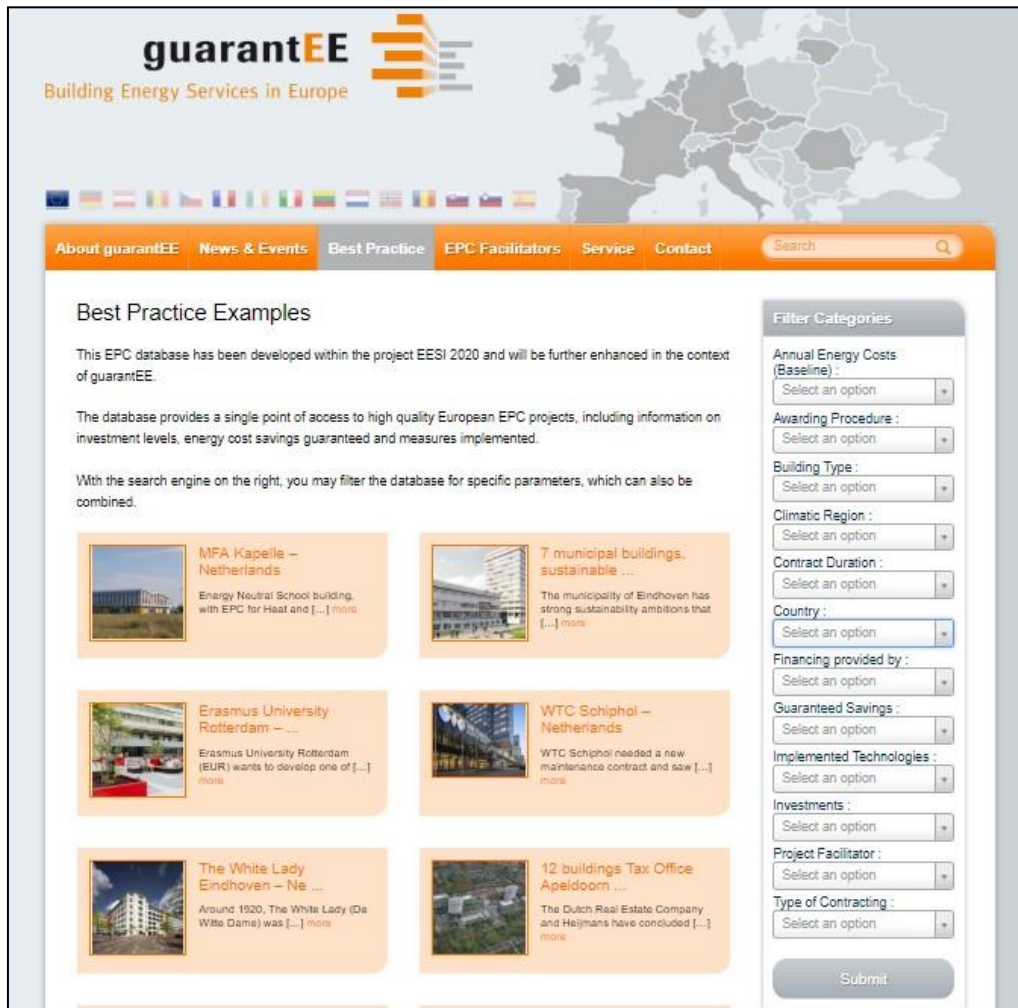 guarantEE
Building Energy Services in Europe
About guarantEE News & Events Best Practice EPC Facilitators Service Contact Search
Best Practice Examples
This EPC database has been developed within the project EESI 2020 and will be further enhanced in the context
of guarantEE.
The database provides a single point of access to high quality European EPC projects, including information on
investment levels, energy cost savings guaranteed and measures implemented.
With the search engine on the right, you may filter the database for specific parameters, which can also be
combined.
MFA Kapelle –
Netherlands
Energy Neutral School building,
with EPC for Heat and [...] more
7 municipal buildings,
sustainable ...
The municipality of Eindhoven has
strong sustainability ambitions that
[...] more
Erasmus University
Rotterdam – ...
Erasmus University Rotterdam
(EUR) wants to develop one of [...]
more
WTC Schiphol –
Netherlands
WTC Schiphol needed a new
maintenance contract and saw [...]
more
The White Lady
Eindhoven – Ne ...
Around 1920, The White Lady (De
Witte Dame) was [...] more
12 buildings Tax Office
Apeldoorn ...
The Dutch Real Estate Company
and Heijmans have concluded [...]
more
Filter Categories
Annual Energy Costs
(Baseline) :
Select an option
Awarding Procedure :
Select an option
Building Type :
Select an option
Climatic Region :
Select an option
Contract Duration :
Select an option
Country :
Select an option
Financing provided by :
Select an option
Guaranteed Savings :
Select an option
Implemented Technologies :
Select an option
Investments :
Select an option
Project Facilitator :
Select an option
Type of Contracting :
Select an option
Submit